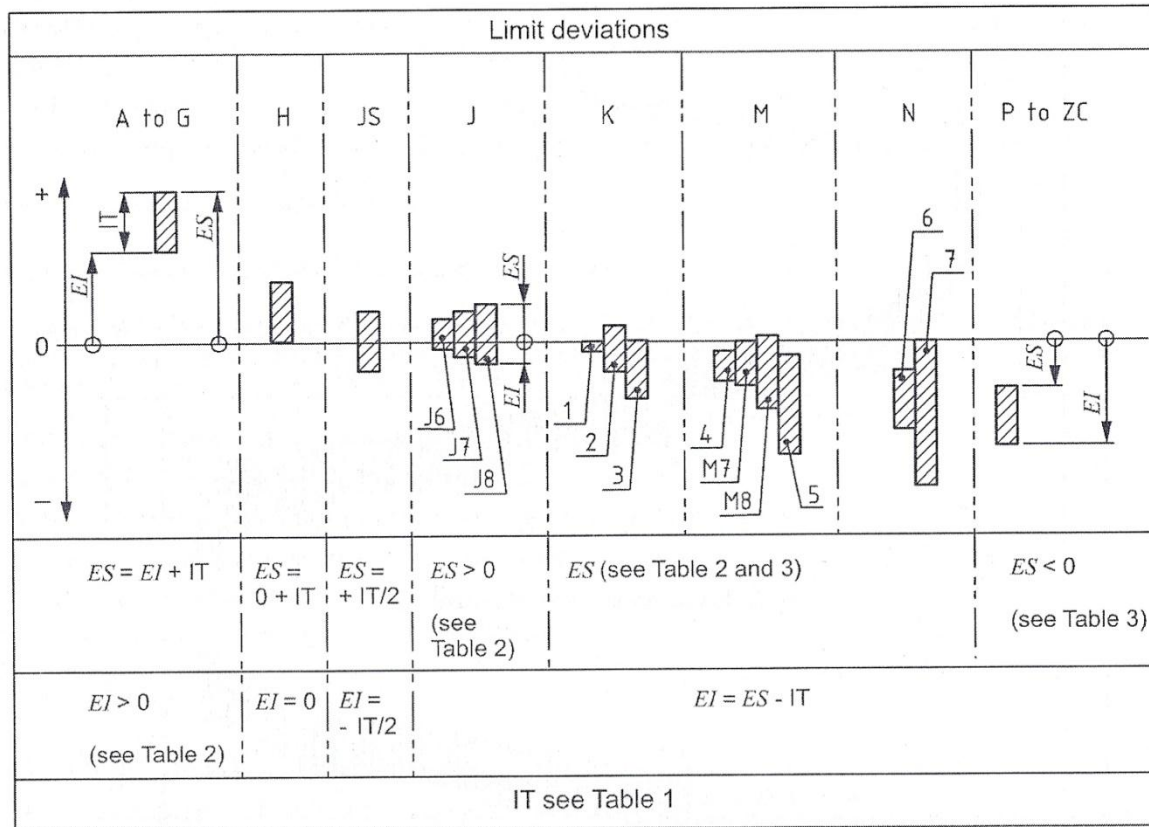 Limit deviations
A to G
H
JS
J
K
M
N
P to ZC
+
0
−
IT
EI
ES
ES
EI
J6
J7
J8
1
2
3
4
M7
M8
5
6
7
ES
EI
ES = EI + IT
ES =
0 + IT
ES =
+ IT/2
ES > 0
(see
Table 2)
ES (see Table 2 and 3)
ES < 0
(see Table 3)
EI > 0
(see Table 2)
EI = 0
EI =
- IT/2
EI = ES - IT
IT see Table 1